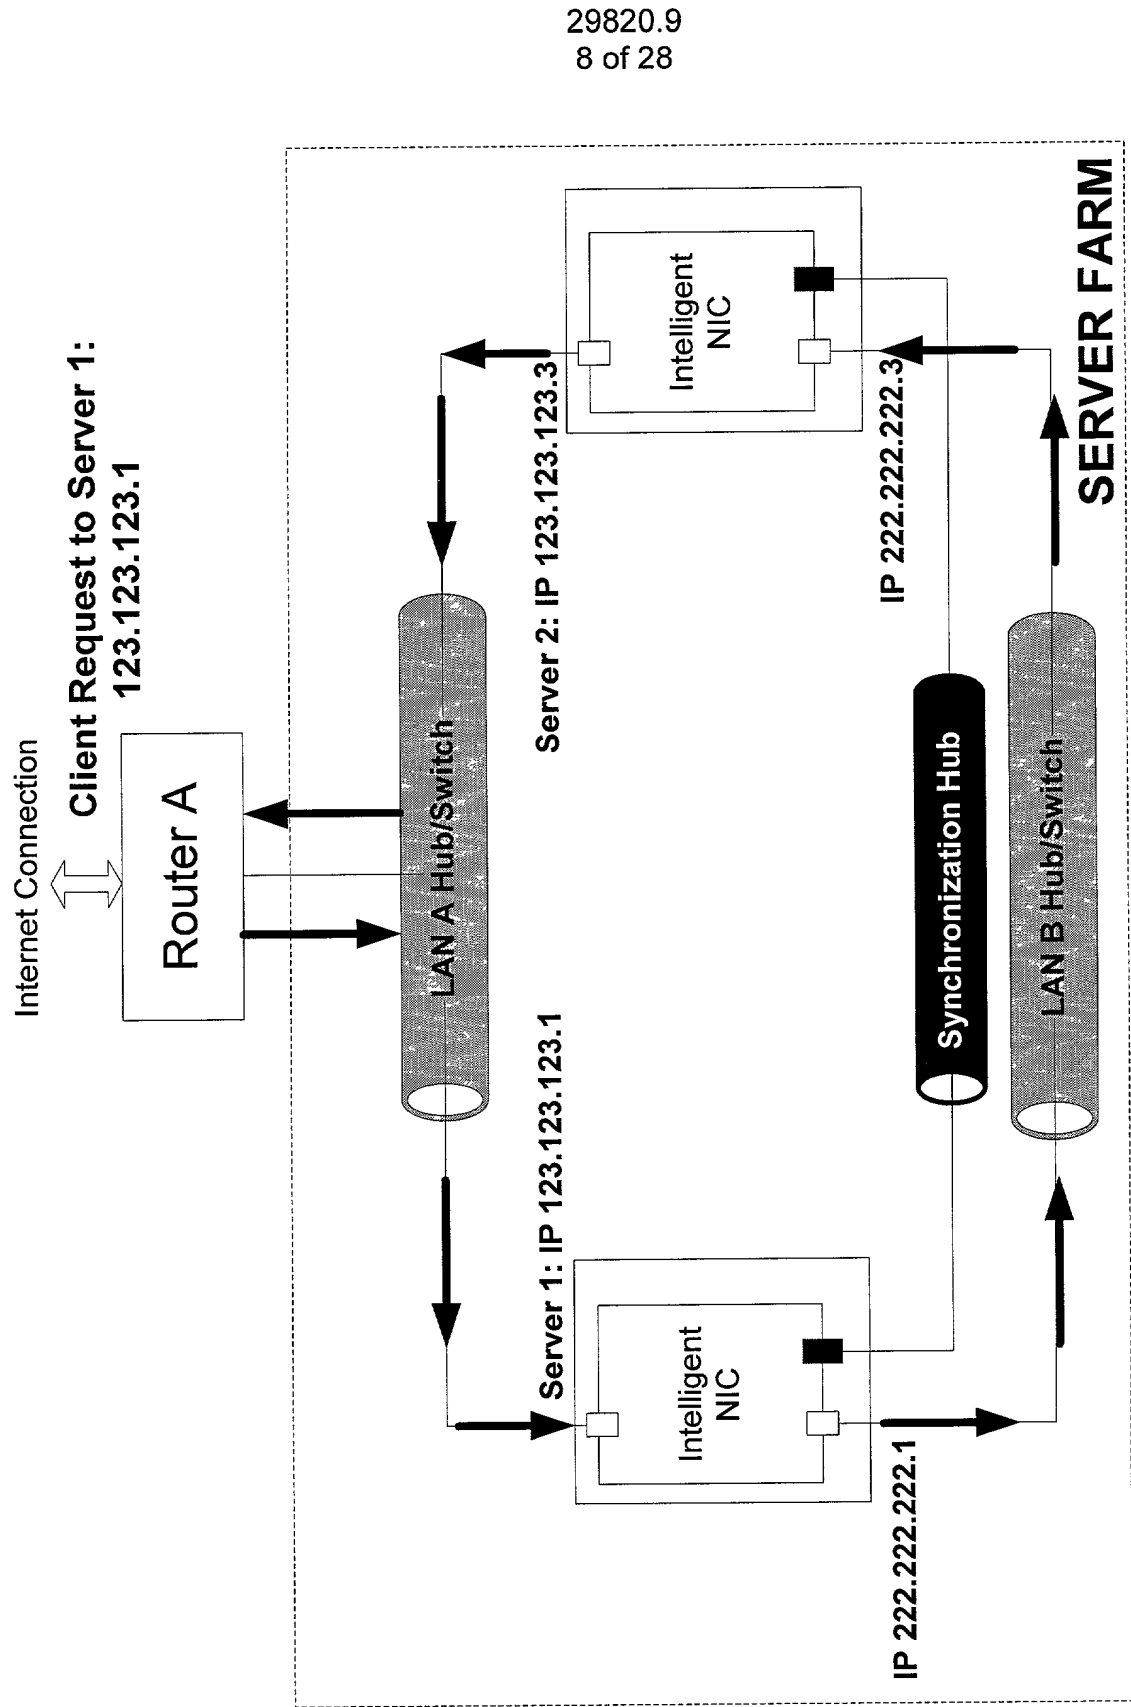 29820.9
8 of 28
Internet Connection
Client Request to Server 1:
123.123.123.1
Router A
LAN A Hub/Switch
Server 1: IP 123.123.123.1
Server 2: IP 123.123.123.3
Intelligent
NIC
Intelligent
NIC
IP 222.222.222.1
IP 222.222.222.3
Synchronization Hub
LAN B Hub/Switch
SERVER FARM